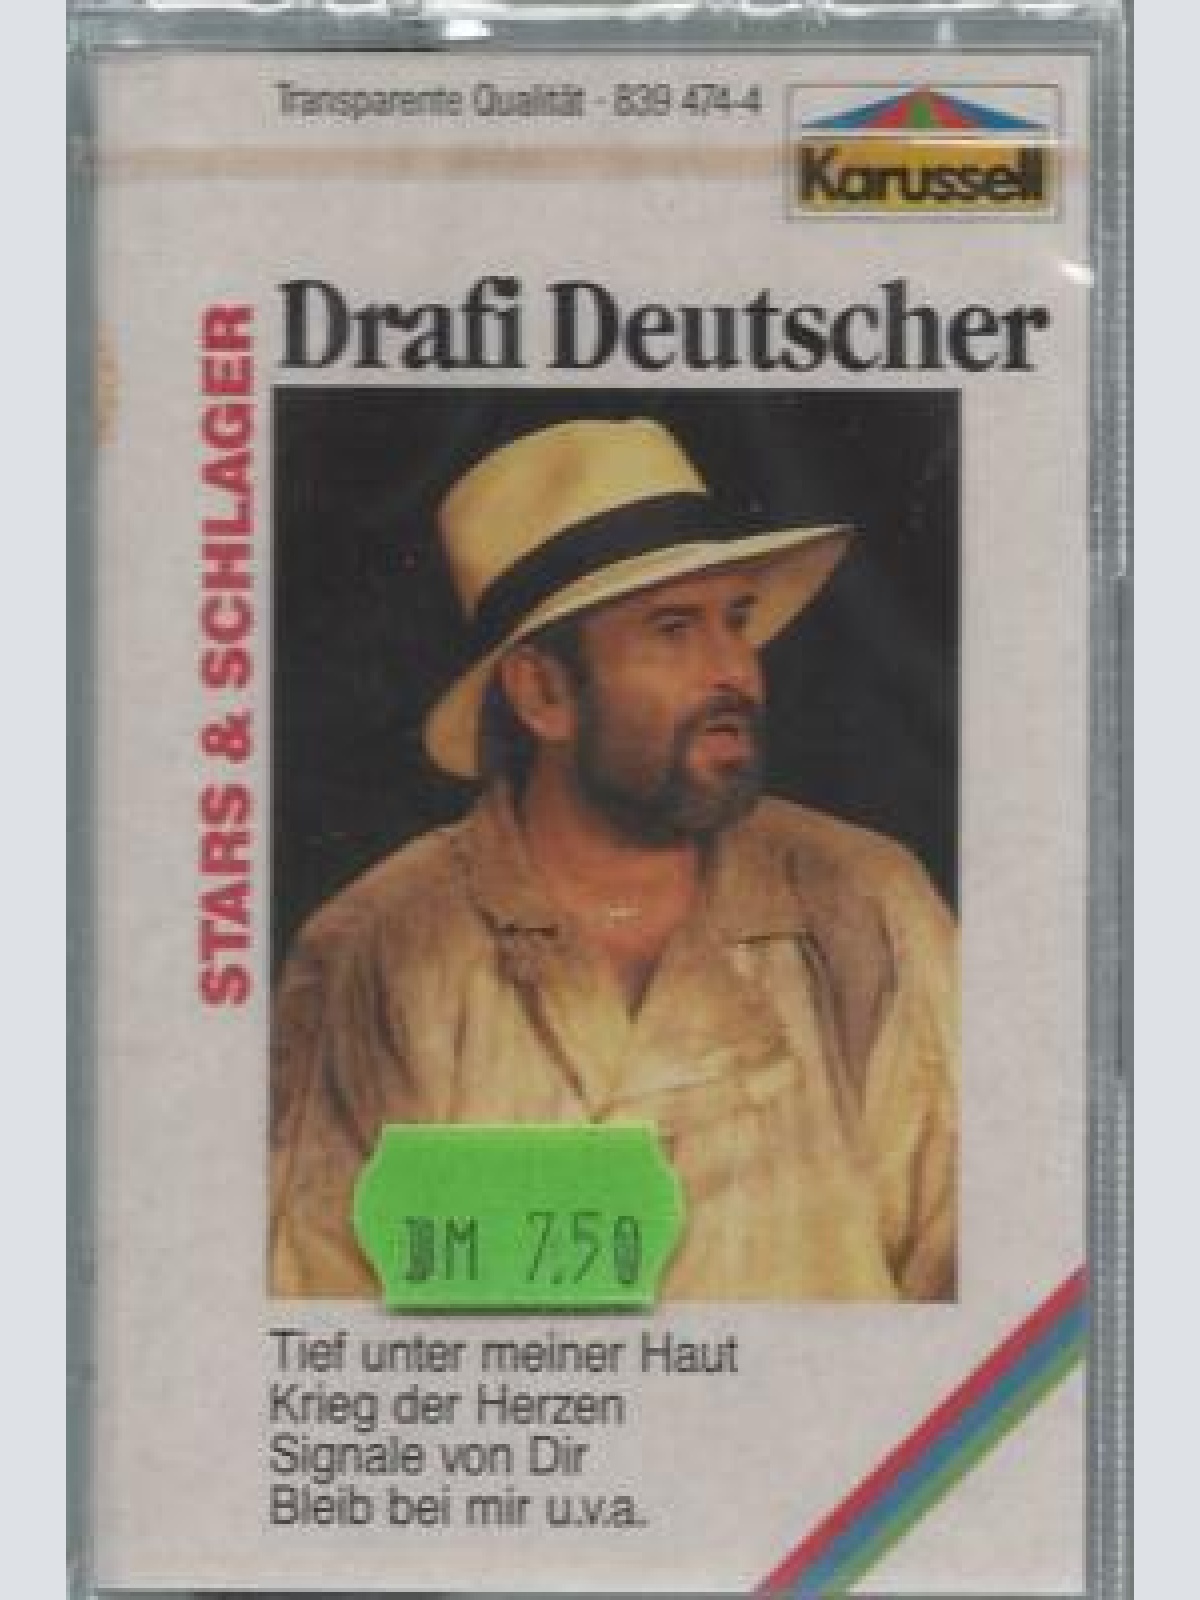 Transparente Qualität - 839 474-4
Karussell
Drafi Deutscher
STARS & SCHLAGER
DM 7,50
Tief unter meiner Haut
Krieg der Herzen
Signale von Dir
Bleib bei mir u.v.a.